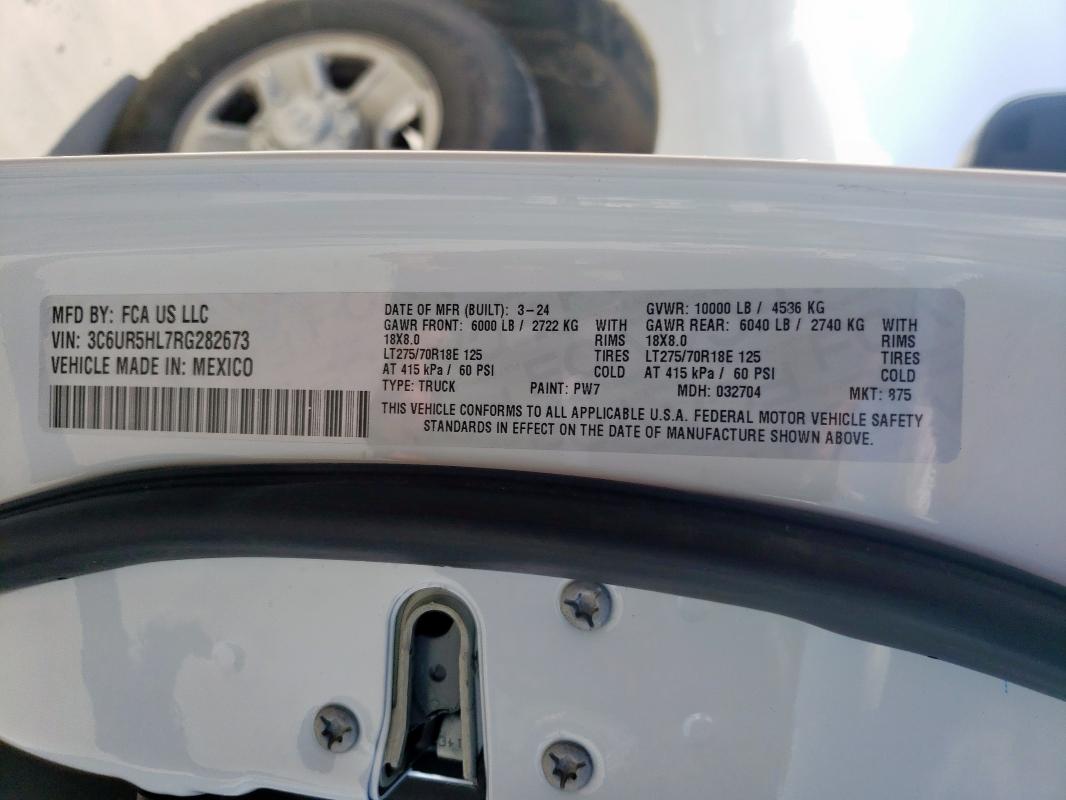 MFD BY: FCA US LLC
VIN: 3C6UR5HL7RG282673
VEHICLE MADE IN: MEXICO
DATE OF MFR (BUILT): 3-24
GVWR: 10000 LB / 4536 KG
GAWR FRONT: 6000 LB / 2722 KG WITH
GAWR REAR: 6040 LB / 2740 KG WITH
18X8.0 RIMS
18X8.0 RIMS
LT275/70R18E 125 TIRES
LT275/70R18E 125 TIRES
AT 415 kPa / 60 PSI COLD
AT 415 kPa / 60 PSI COLD
TYPE: TRUCK PAINT: PW7 MDH: 032704 MKT: 875
THIS VEHICLE CONFORMS TO ALL APPLICABLE U.S.A. FEDERAL MOTOR VEHICLE SAFETY
STANDARDS IN EFFECT ON THE DATE OF MANUFACTURE SHOWN ABOVE.